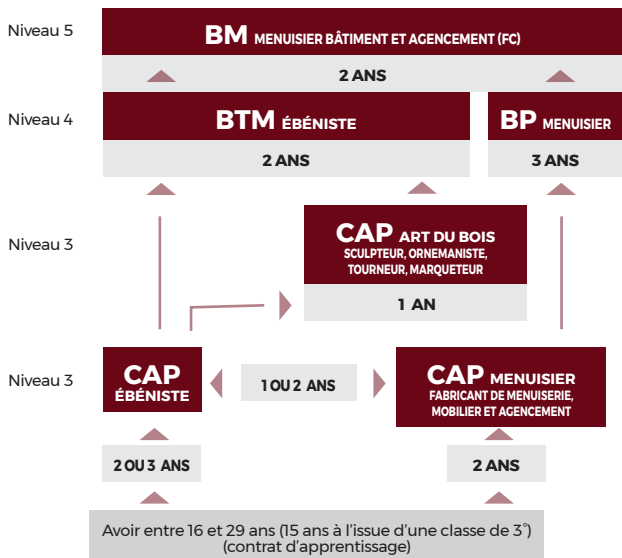 Niveau 5
BM MENUISIER BÂTIMENT ET AGENCEMENT (FC)
2 ANS
Niveau 4
BTM ÉBÉNISTE
BP MENUISIER
2 ANS
3 ANS
Niveau 3
CAP ART DU BOIS
SCULPTEUR, ORNEMANISTE,
TOURNEUR, MARQUETEUR
1 AN
Niveau 3
CAP
ÉBÉNISTE
1 OU 2 ANS
CAP MENUISIER
FABRICANT DE MENUISERIE,
MOBILIER ET AGENCEMENT
2 OU 3 ANS
2 ANS
Avoir entre 16 et 29 ans (15 ans à l’issue d’une classe de 3°)
(contrat d’apprentissage)